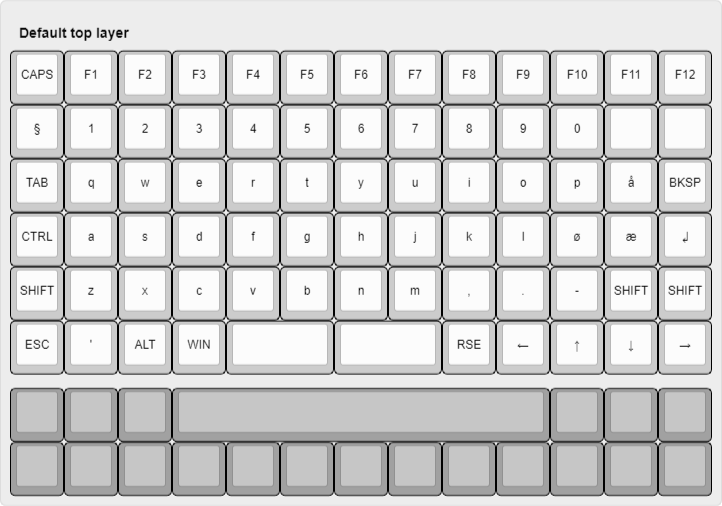 Default top layer
CAPS F1 F2 F3 F4 F5 F6 F7 F8 F9 F10 F11 F12
§ 1 2 3 4 5 6 7 8 9 0
TAB q w e r t y u i o p å BKSP
CTRL a s d f g h j k l ø æ ↲
SHIFT z x c v b n m , . - SHIFT SHIFT
ESC ' ALT WIN RSE ← ↑ ↓ →